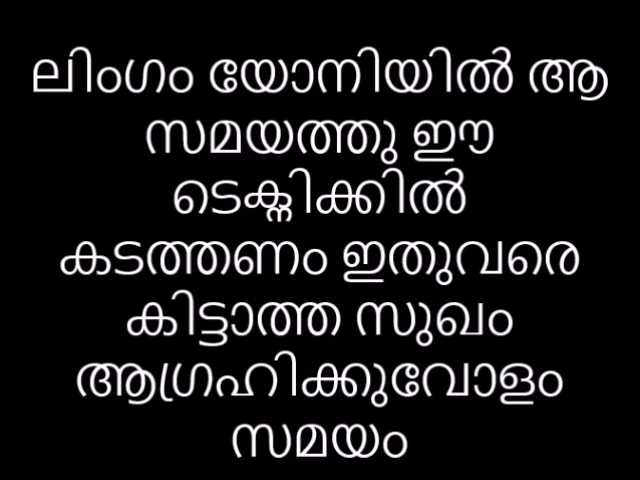 ലിംഗം യോനിയിൽ ആ
സമയത്തു ഈ
ടെക്നിക്കിൽ
കടത്തണം ഇതുവരെ
കിട്ടാത്ത സുഖം
ആഗ്രഹിക്കുവോളം
സമയം